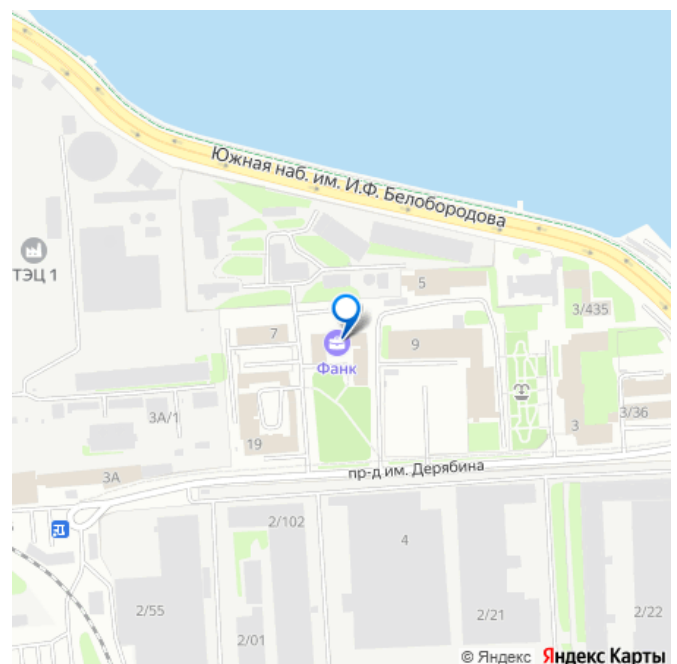 Южная наб. им. И.Ф. Белобородова
ТЭЦ 1
5
3/435
7
9
Фанк
3А/1
19
3
3/36
3А
пр-д им. Дерябина
2/102
4
2/55
2/21
2/22
2/01
© Яндекс Яндекс Карты